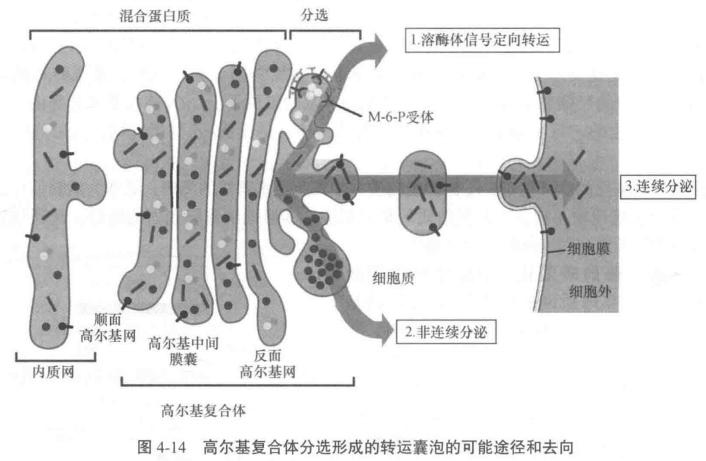 混合蛋白质
分选
1.溶酶体信号定向转运
M-6-P受体
3.连续分泌
细胞膜
细胞外
细胞质
2.非连续分泌
顺面
高尔基网
高尔基中间
膜囊
反面
高尔基网
内质网
高尔基复合体
图 4-14 高尔基复合体分选形成的转运囊泡的可能途径和去向